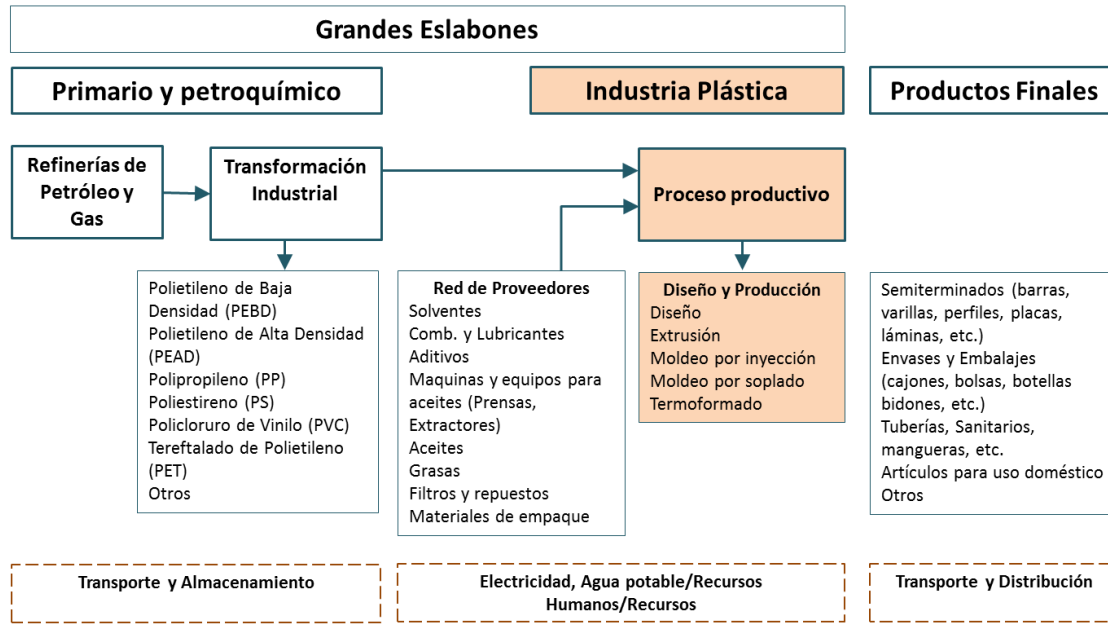 Grandes Eslabones
Primario y petroquímico
Industria Plástica
Productos Finales
Refinerías de
Petróleo y
Gas
Transformación
Industrial
Proceso productivo
Polietileno de Baja
Densidad (PEBD)
Polietileno de Alta Densidad
(PEAD)
Polipropileno (PP)
Poliestireno (PS)
Policloruro de Vinilo (PVC)
Tereftalado de Polietileno
(PET)
Otros
Red de Proveedores
Solventes
Comb. y Lubricantes
Aditivos
Maquinas y equipos para
aceites (Prensas,
Extractores)
Aceites
Grasas
Filtros y repuestos
Materiales de empaque
Diseño y Producción
Diseño
Extrusión
Moldeo por inyección
Moldeo por soplado
Termoformado
Semiterminados (barras,
varillas, perfiles, placas,
láminas, etc.)
Envases y Embalajes
(cajones, bolsas, botellas
bidones, etc.)
Tuberías, Sanitarios,
mangueras, etc.
Artículos para uso doméstico
Otros
Transporte y Almacenamiento
Electricidad, Agua potable/Recursos
Humanos/Recursos
Transporte y Distribución